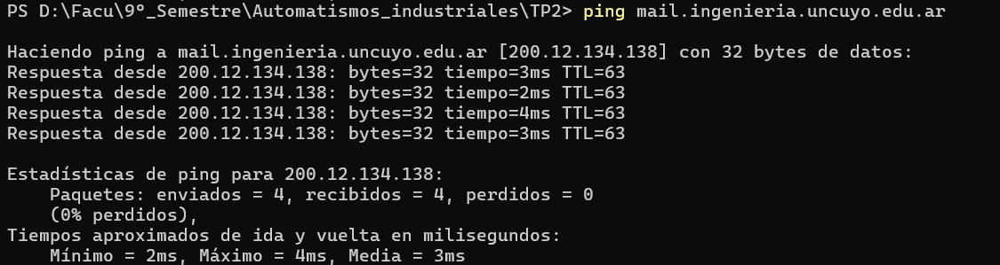 PS D:\Facu\9°_Semestre\Automatismos_industriales\TP2> ping mail.ingenieria.uncuyo.edu.ar
Haciendo ping a mail.ingenieria.uncuyo.edu.ar [200.12.134.138] con 32 bytes de datos:
Respuesta desde 200.12.134.138: bytes=32 tiempo=3ms TTL=63
Respuesta desde 200.12.134.138: bytes=32 tiempo=2ms TTL=63
Respuesta desde 200.12.134.138: bytes=32 tiempo=4ms TTL=63
Respuesta desde 200.12.134.138: bytes=32 tiempo=3ms TTL=63
Estadísticas de ping para 200.12.134.138:
Paquetes: enviados = 4, recibidos = 4, perdidos = 0
(0% perdidos),
Tiempos aproximados de ida y vuelta en milisegundos:
Mínimo = 2ms, Máximo = 4ms, Media = 3ms